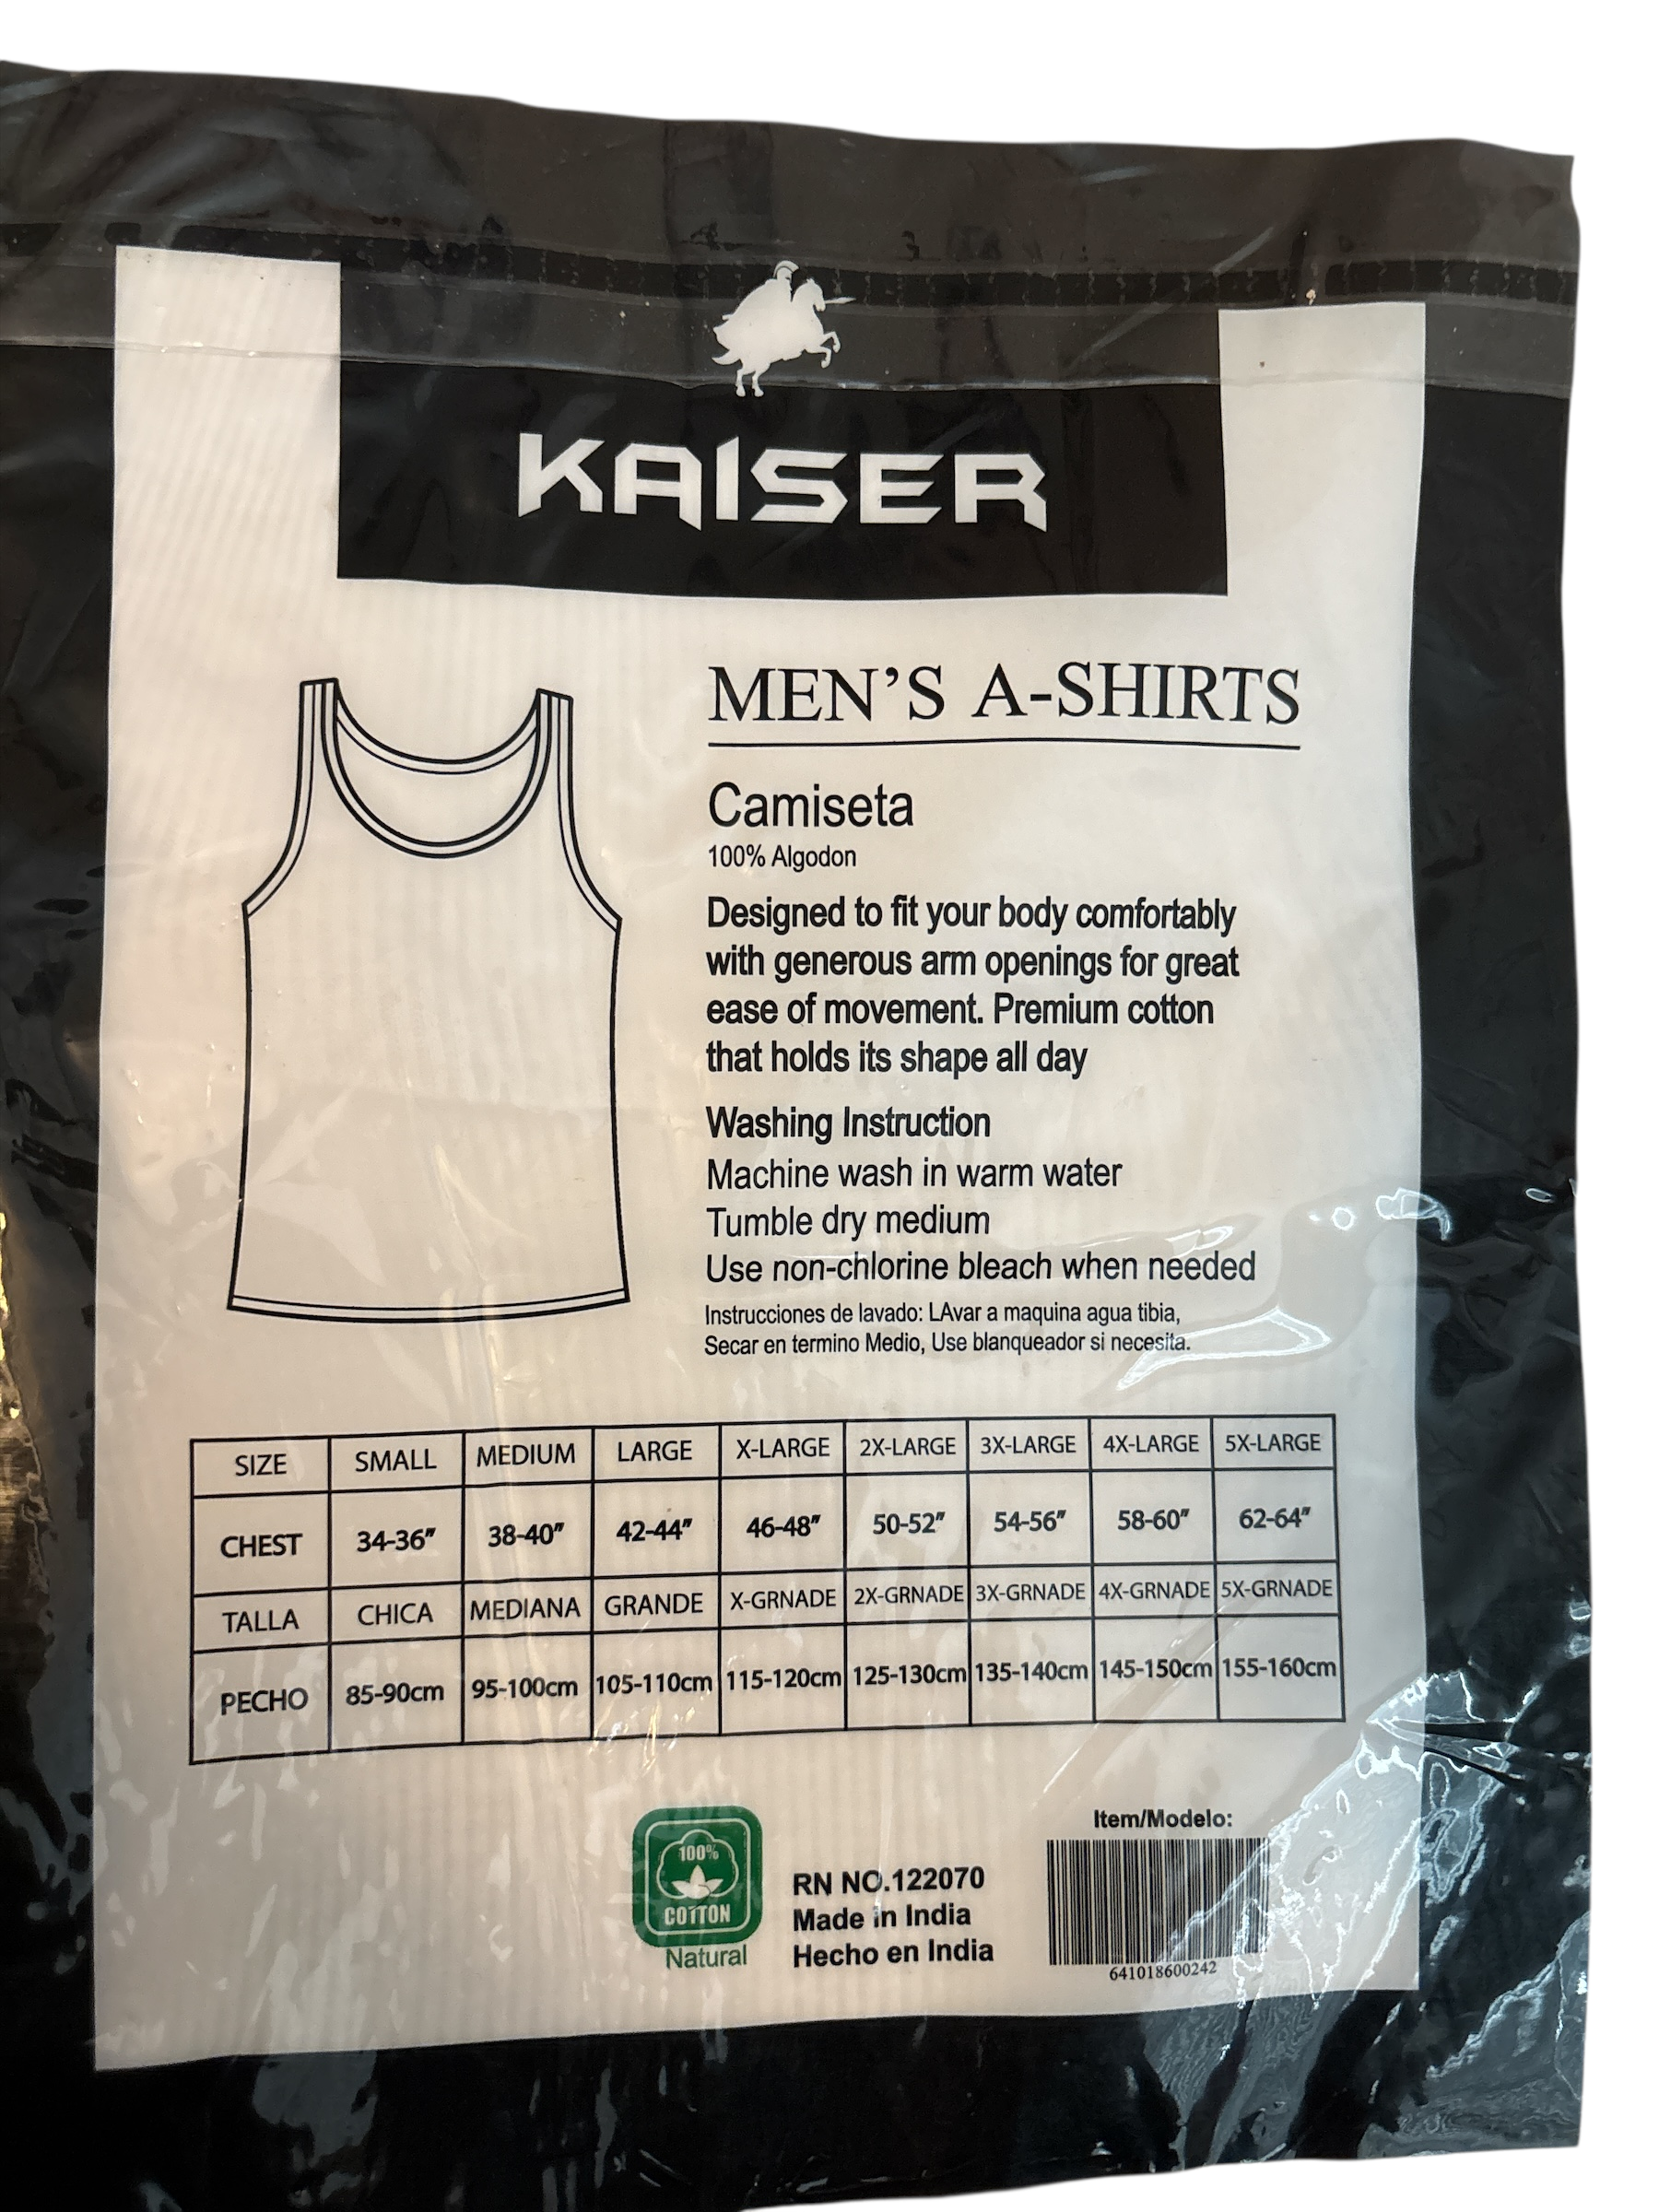 KAISER
MEN'S A-SHIRTS
Camiseta
100% Algodon
Designed to fit your body comfortably
with generous arm openings for great
ease of movement. Premium cotton
that holds its shape all day
Washing Instruction
Machine wash in warm water
Tumble dry medium
Use non-chlorine bleach when needed
Instrucciones de lavado: LAvar a maquina agua tibia,
Secar en termino Medio, Use blanqueador si necesita.
SIZE SMALL MEDIUM LARGE X-LARGE 2X-LARGE 3X-LARGE 4X-LARGE 5X-LARGE
CHEST 34-36" 38-40" 42-44" 46-48" 50-52" 54-56" 58-60" 62-64"
TALLA CHICA MEDIANA GRANDE X-GRNADE 2X-GRNADE 3X-GRNADE 4X-GRNADE 5X-GRNADE
PECHO 85-90cm 95-100cm 105-110cm 115-120cm 125-130cm 135-140cm 145-150cm 155-160cm
100%
COTTON
Natural
RN NO.122070
Made in India
Hecho en India
Item/Modelo:
641018600242